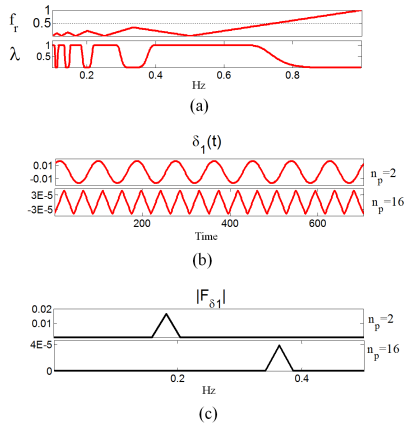 f_r
1
0.5
λ
1
0.5
0.2 0.4 0.6 0.8
Hz
(a)
δ₁(t)
0.01
-0.01
n_p=2
3E-5
-3E-5
n_p=16
200 400 600
Time
(b)
|F_δ1|
0.02
0.01
n_p=2
4E-5
0
n_p=16
0.2 0.4
Hz
(c)